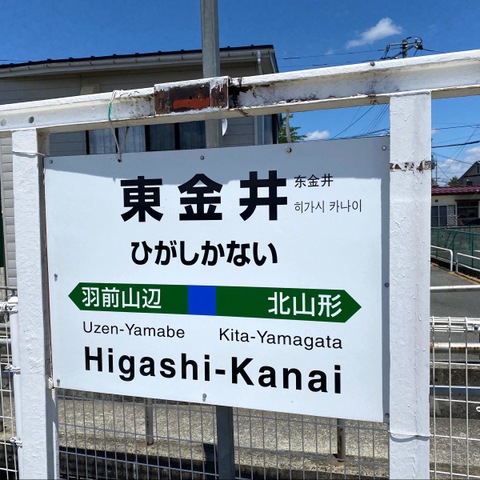 東金井 东金井
히가시 카나이
ひがしかない
羽前山辺 北山形
Uzen-Yamabe Kita-Yamagata
Higashi-Kanai